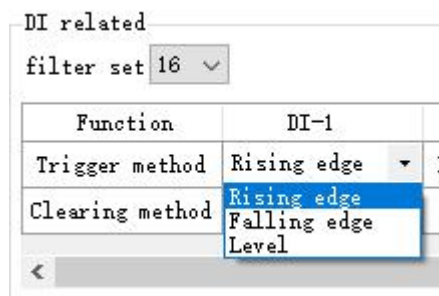 DI related
filter set 16
Function DI-1
Trigger method Rising edge
Rising edge
Clearing method Falling edge
Level